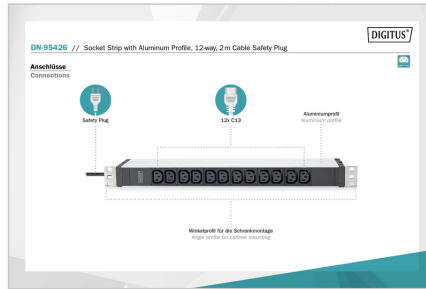 DIGITUS®
DN-95426 // Socket Strip with Aluminum Profile, 12-way, 2 m Cable Safety Plug
Anschlüsse
Connections
Safety Plug
12x C13
Aluminiumprofil
Aluminium profile
Winkelprofil für die Schrankmontage
Angle profile for cabinet mounting